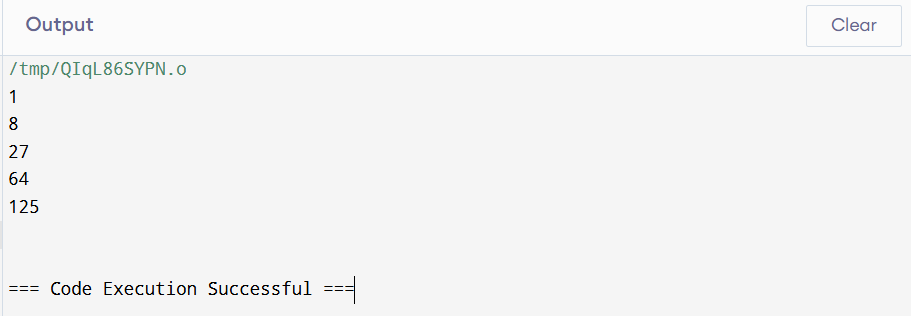 Output
Clear
/tmp/QIqL86SYPN.o
1
8
27
64
125
=== Code Execution Successful ===